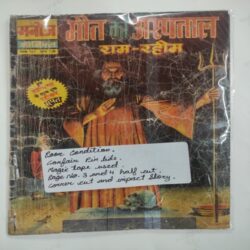 मनोज
कॉमिक्स
मौत का अस्पताल
राम-रहीम
Poor Condition.
Contain Pin hole.
Magic tape used.
Page No. 3 and 4 half cut
corner cut and impact story.